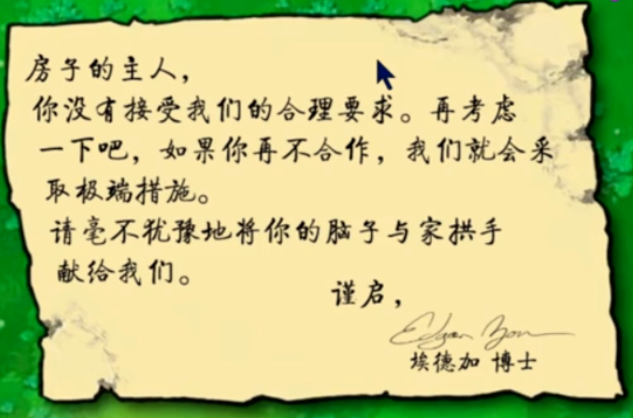 房子的主人，
你没有接受我们的合理要求。再考虑
一下吧，如果你再不合作，我们就会采
取极端措施。
请毫不犹豫地将你的脑子与家拱手
献给我们。
谨启，
埃德加 博士